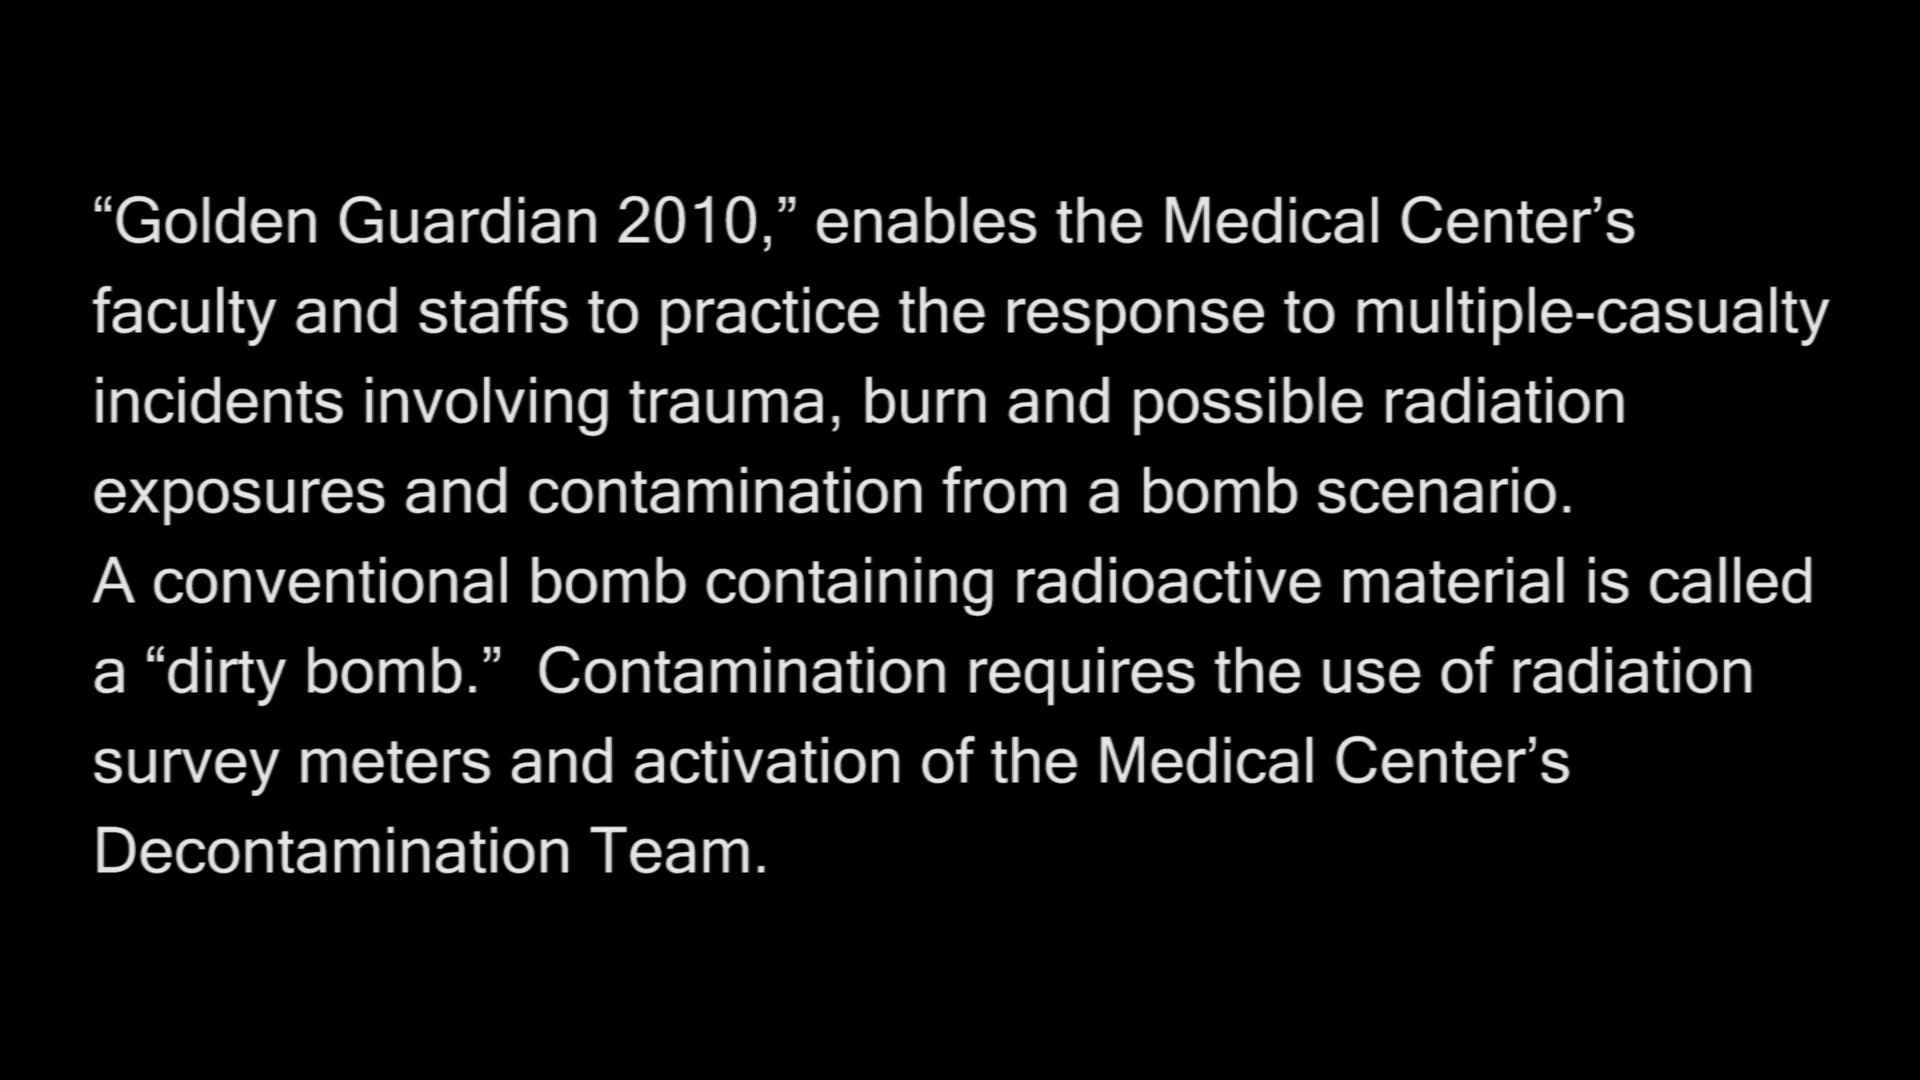 “Golden Guardian 2010,” enables the Medical Center’s
faculty and staffs to practice the response to multiple-casualty
incidents involving trauma, burn and possible radiation
exposures and contamination from a bomb scenario.
A conventional bomb containing radioactive material is called
a “dirty bomb.”  Contamination requires the use of radiation
survey meters and activation of the Medical Center’s
Decontamination Team.